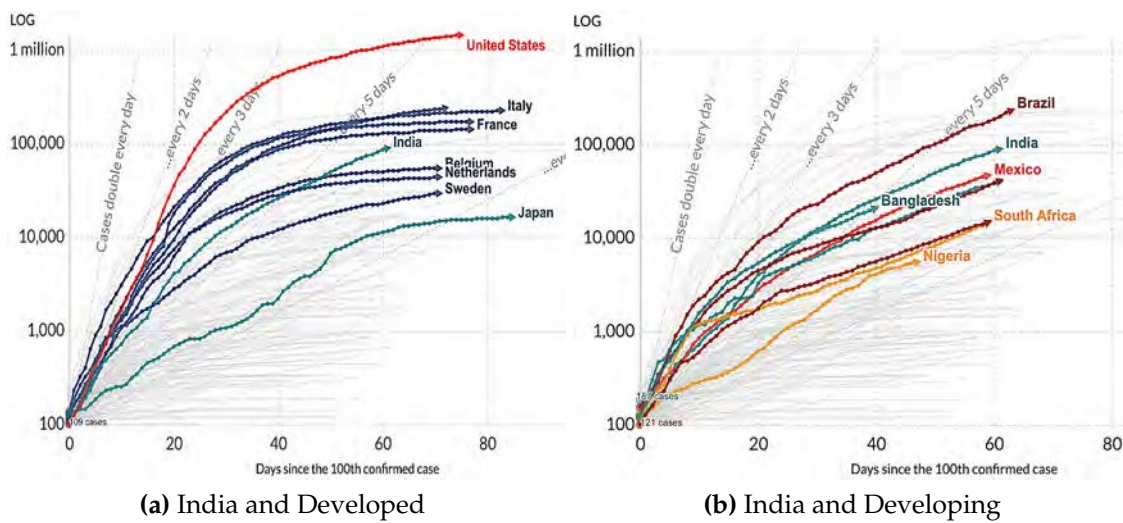 LOG
1 million
100,000
10,000
1,000
100
0 20 40 60 80
Days since the 100th confirmed case
Cases double every day
...every 2 days
every 3 day
every 5 days
...eve
United States
Italy
France
India
Belgium
Netherlands
Sweden
Japan
109 cases
(a) India and Developed
LOG
1 million
100,000
10,000
1,000
100
0 20 40 60 80
Days since the 100th confirmed case
Cases double every day
...every 2 days
...every 3 days
...every 5 days
Brazil
India
Mexico
Bangladesh
South Africa
Nigeria
121 cases
(b) India and Developing